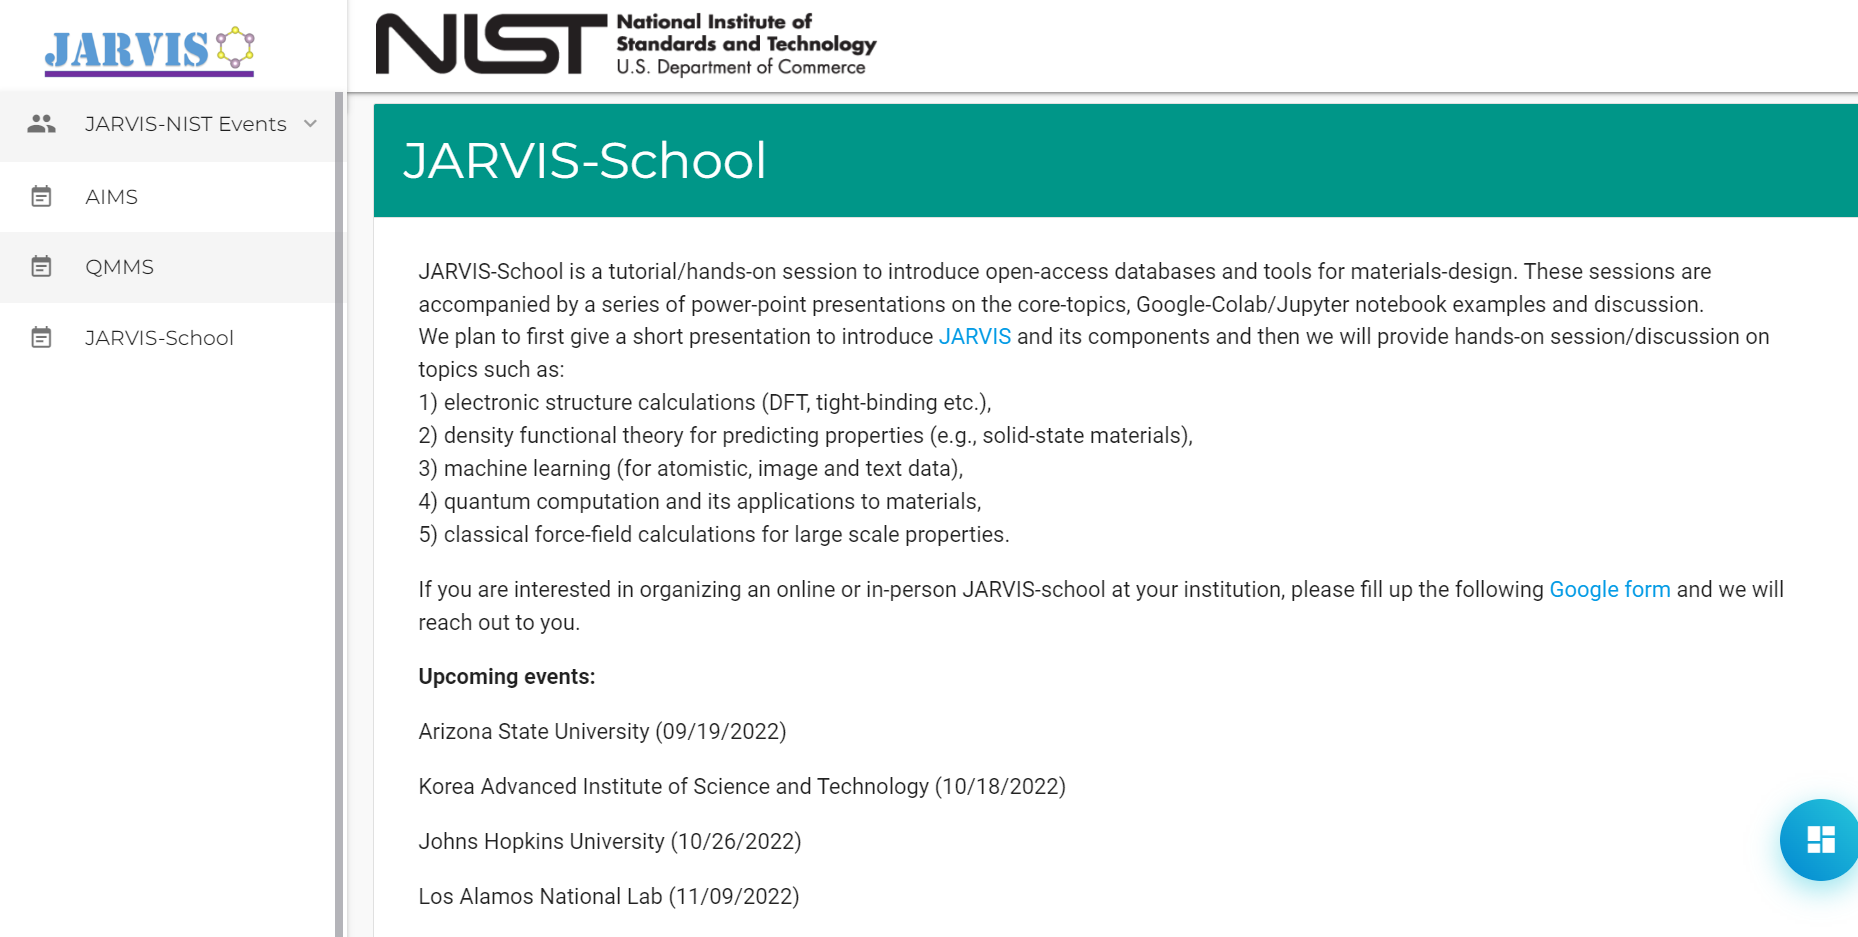 JARVIS
NIST
National Institute of
Standards and Technology
U.S. Department of Commerce
JARVIS-NIST Events
AIMS
QMMS
JARVIS-School
JARVIS-School
JARVIS-School is a tutorial/hands-on session to introduce open-access databases and tools for materials-design. These sessions are
accompanied by a series of power-point presentations on the core-topics, Google-Colab/Jupyter notebook examples and discussion.
We plan to first give a short presentation to introduce JARVIS and its components and then we will provide hands-on session/discussion on
topics such as:
1) electronic structure calculations (DFT, tight-binding etc.),
2) density functional theory for predicting properties (e.g., solid-state materials),
3) machine learning (for atomistic, image and text data),
4) quantum computation and its applications to materials,
5) classical force-field calculations for large scale properties.
If you are interested in organizing an online or in-person JARVIS-school at your institution, please fill up the following Google form and we will
reach out to you.
Upcoming events:
Arizona State University (09/19/2022)
Korea Advanced Institute of Science and Technology (10/18/2022)
Johns Hopkins University (10/26/2022)
Los Alamos National Lab (11/09/2022)